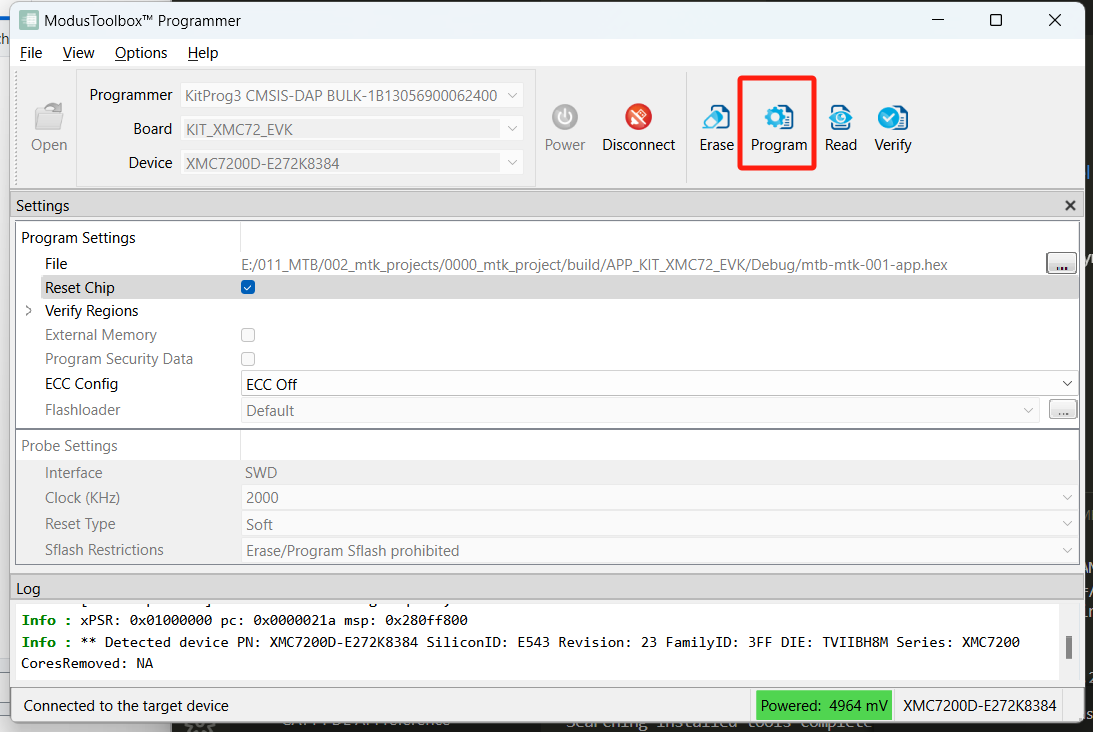 ModusToolbox™ Programmer
File View Options Help
Open
Programmer KitProg3 CMSIS-DAP BULK-1B13056900062400
Board KIT_XMC72_EVK
Device XMC7200D-E272K8384
Power Disconnect Erase Program Read Verify
Settings
Program Settings
File E:/011_MTB/002_mtk_projects/0000_mtk_project/build/APP_KIT_XMC72_EVK/Debug/mtb-mtk-001-app.hex ...
Reset Chip
Verify Regions
External Memory
Program Security Data
ECC Config ECC Off
Flashloader Default ...
Probe Settings
Interface SWD
Clock (KHz) 2000
Reset Type Soft
Sflash Restrictions Erase/Program Sflash prohibited
Log
Info : xPSR: 0x01000000 pc: 0x0000021a msp: 0x280ff800
Info : ** Detected device PN: XMC7200D-E272K8384 SiliconID: E543 Revision: 23 FamilyID: 3FF DIE: TVIIBH8M Series: XMC7200
CoresRemoved: NA
Connected to the target device Powered: 4964 mV XMC7200D-E272K8384
Searching installed tools complete